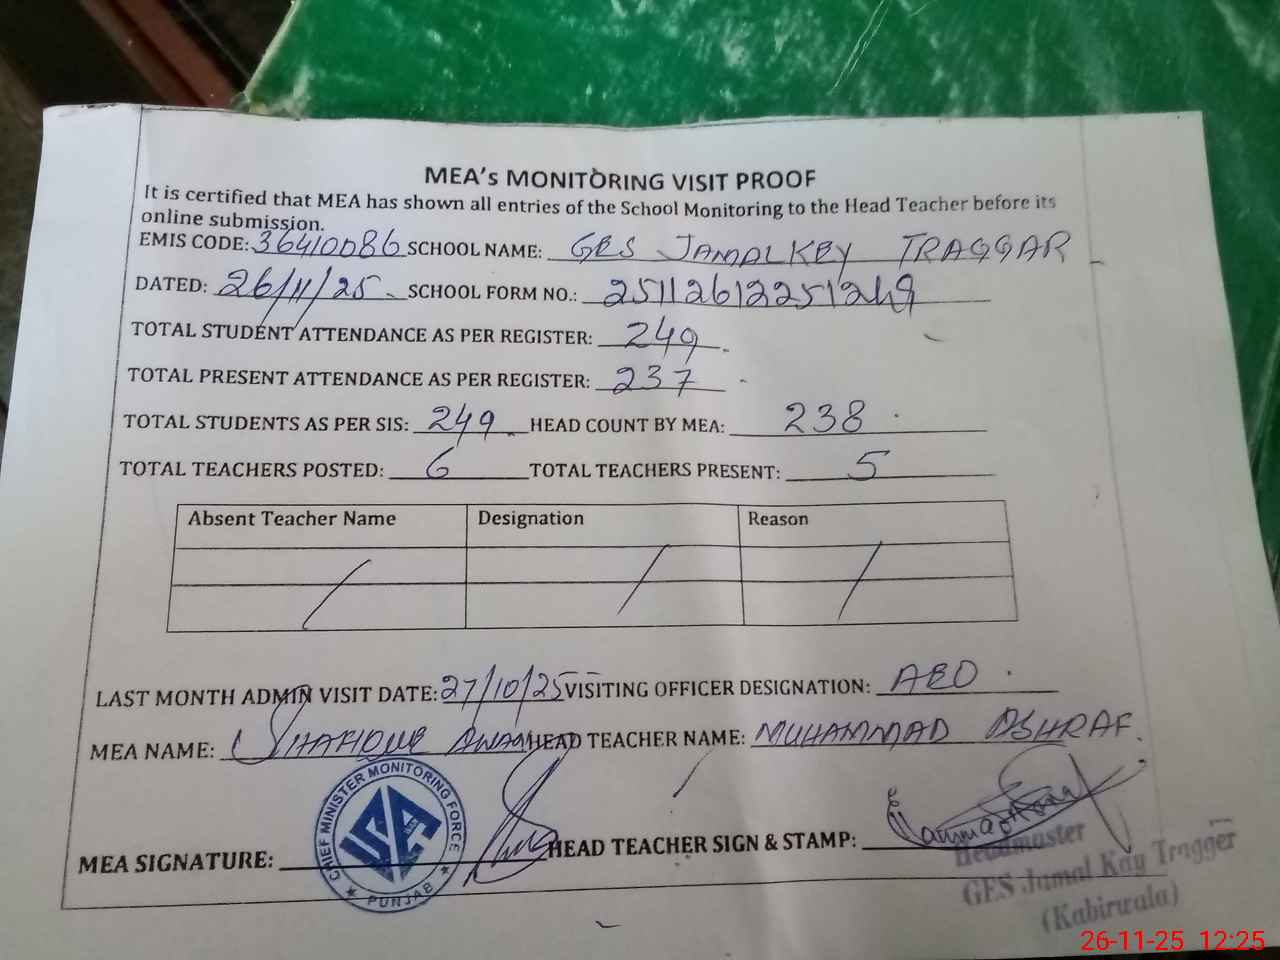 MEA's MONITORING VISIT PROOF
It is certified that MEA has shown all entries of the School Monitoring to the Head Teacher before its
online submission.
EMIS CODE: 36410086 SCHOOL NAME: GES JAMAL KEY TRAGGAR
DATED: 26/11/25 SCHOOL FORM NO.: 251126122251249
TOTAL STUDENT ATTENDANCE AS PER REGISTER: 249
TOTAL PRESENT ATTENDANCE AS PER REGISTER: 237
TOTAL STUDENTS AS PER SIS: 249 HEAD COUNT BY MEA: 238
TOTAL TEACHERS POSTED: 6 TOTAL TEACHERS PRESENT: 5
Absent Teacher Name Designation Reason
LAST MONTH ADMIN VISIT DATE: 27/10/25 VISITING OFFICER DESIGNATION: AEO
MEA NAME: SHAFIQUE AWAN HEAD TEACHER NAME: MUHAMMAD ASHRAF.
CHIEF MINISTER MONITORING FORCE
PUNJAB
MEA SIGNATURE: HEAD TEACHER SIGN & STAMP:
Headmaster
GES Jamal Kay Tragger
(Kabirwala)
26-11-25 12:25